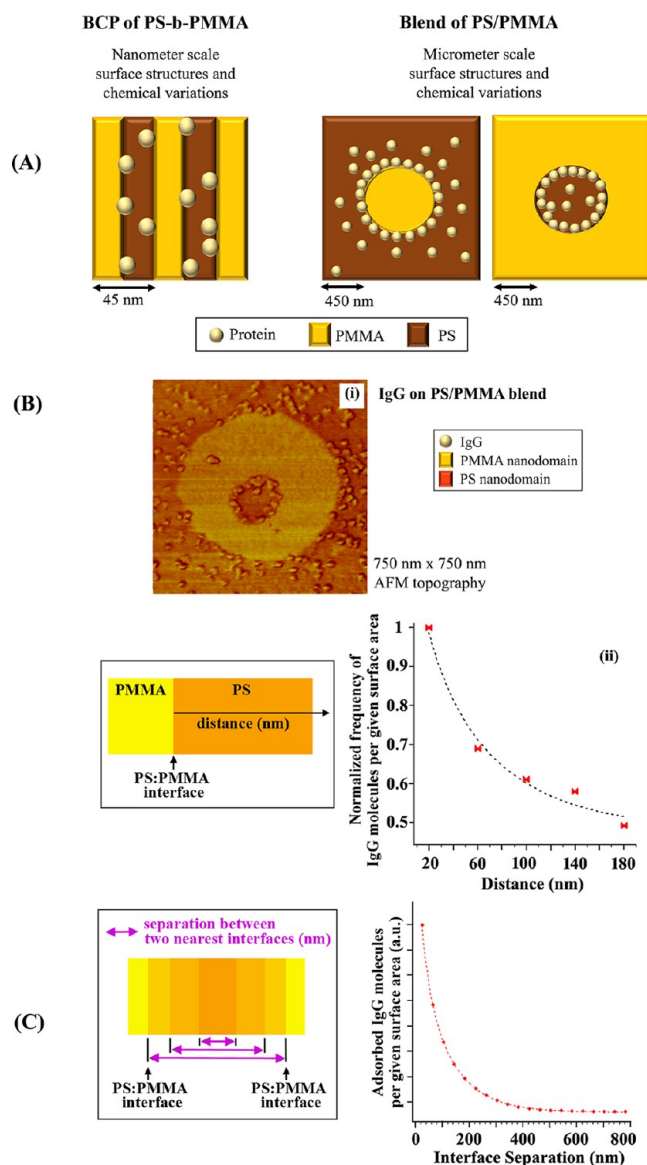 BCP of PS-b-PMMA
Nanometer scale
surface structures and
chemical variations
Blend of PS/PMMA
Micrometer scale
surface structures and
chemical variations
(A)
45 nm
450 nm
450 nm
Protein
PMMA
PS
(B)
(i)
IgG on PS/PMMA blend
IgG
PMMA nanodomain
PS nanodomain
750 nm x 750 nm
AFM topography
PMMA
PS
distance (nm)
PS:PMMA
interface
Normalized frequency of
IgG molecules per given surface area
1
0.9
0.8
0.7
0.6
0.5
(ii)
20
60
100
140
180
Distance (nm)
(C)
separation between
two nearest interfaces (nm)
PS:PMMA
interface
PS:PMMA
interface
Adsorbed IgG molecules
per given surface area (a.u.)
0
200
400
600
800
Interface Separation (nm)